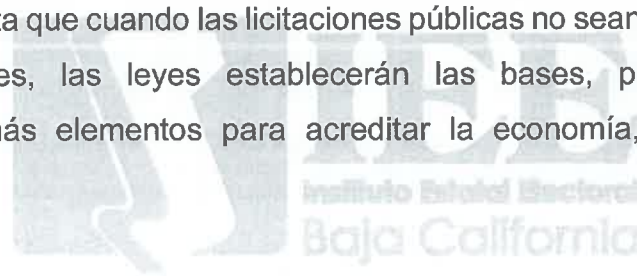 ta que cuando las licitaciones públicas no sean
es, las leyes establecerán las bases, p
más elementos para acreditar la economía,
IEE
Instituto Estatal Electoral
Baja California